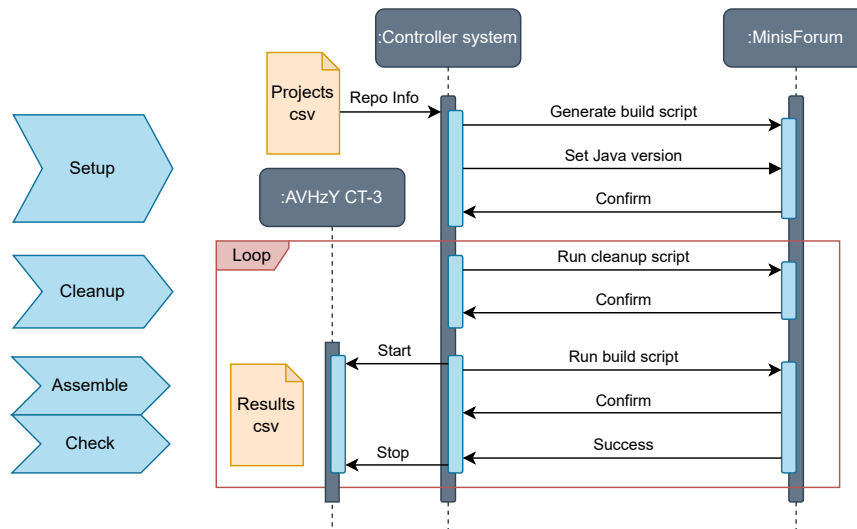 :Controller system
:MinisForum
Projects
csv
Repo Info
Generate build script
Setup
Set Java version
:AVHzY CT-3
Confirm
Loop
Run cleanup script
Cleanup
Confirm
Start
Run build script
Assemble
Results
csv
Confirm
Check
Stop
Success